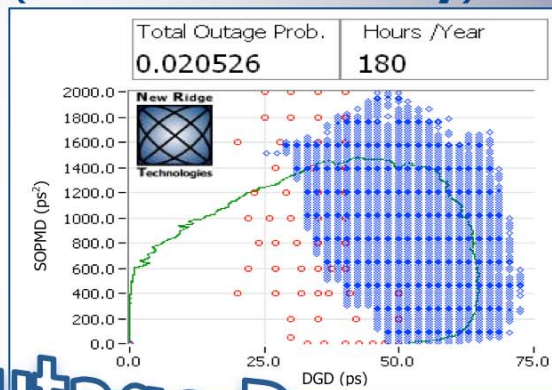 Total Outage Prob.
Hours /Year
0.020526
180
New Ridge
Technologies
SOPMD (ps²)
2000.0
1800.0
1600.0
1400.0
1200.0
1000.0
800.0
600.0
400.0
200.0
0.0
0.0
25.0
50.0
75.0
DGD (ps)